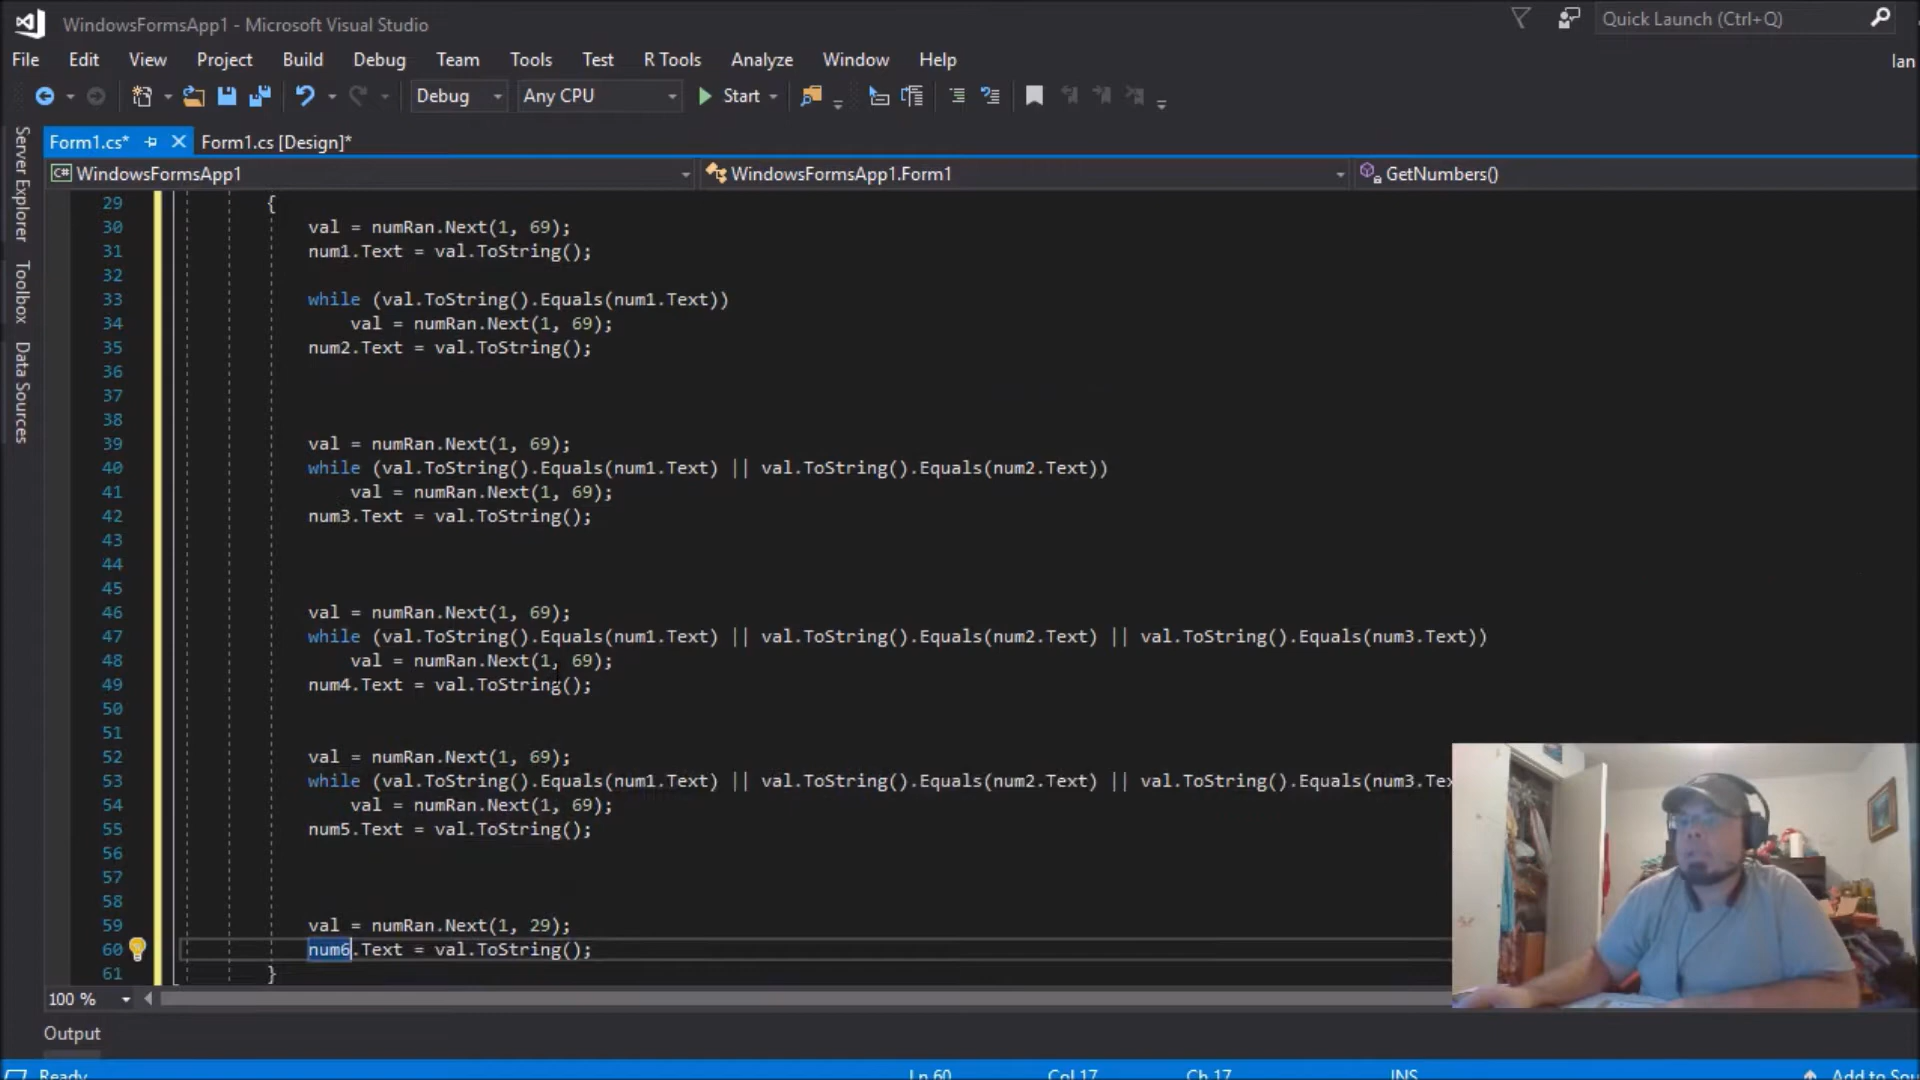 WindowsFormsApp1 - Microsoft Visual Studio
Quick Launch (Ctrl+Q)
File Edit View Project Build Debug Team Tools Test R Tools Analyze Window Help
Ian
Debug Any CPU Start
Form1.cs* Form1.cs [Design]*
C# WindowsFormsApp1 WindowsFormsApp1.Form1 GetNumbers()
Server Explorer
Toolbox
Data Sources
29 {
30 val = numRan.Next(1, 69);
31 num1.Text = val.ToString();
32
33 while (val.ToString().Equals(num1.Text))
34 val = numRan.Next(1, 69);
35 num2.Text = val.ToString();
36
37
38
39 val = numRan.Next(1, 69);
40 while (val.ToString().Equals(num1.Text) || val.ToString().Equals(num2.Text))
41 val = numRan.Next(1, 69);
42 num3.Text = val.ToString();
43
44
45
46 val = numRan.Next(1, 69);
47 while (val.ToString().Equals(num1.Text) || val.ToString().Equals(num2.Text) || val.ToString().Equals(num3.Text))
48 val = numRan.Next(1, 69);
49 num4.Text = val.ToString();
50
51
52 val = numRan.Next(1, 69);
53 while (val.ToString().Equals(num1.Text) || val.ToString().Equals(num2.Text) || val.ToString().Equals(num3.Tex
54 val = numRan.Next(1, 69);
55 num5.Text = val.ToString();
56
57
58
59 val = numRan.Next(1, 29);
60 num6.Text = val.ToString();
61 }
100 %
Output
Ready Ln 60 Col 17 Ch 17 INS Add to Sou